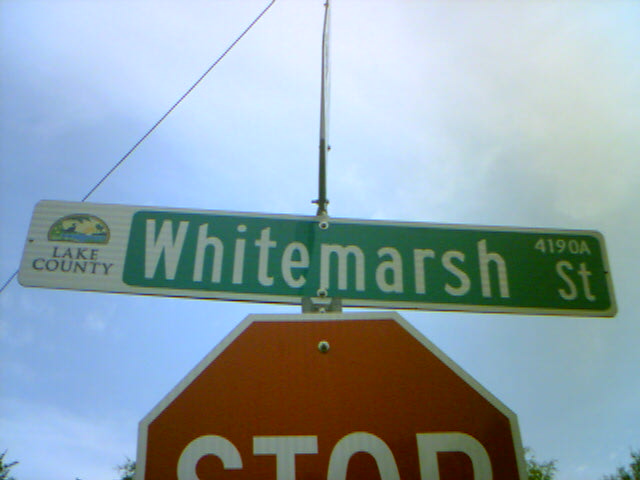 LAKE
COUNTY
Whitemarsh St
4190A
STOP